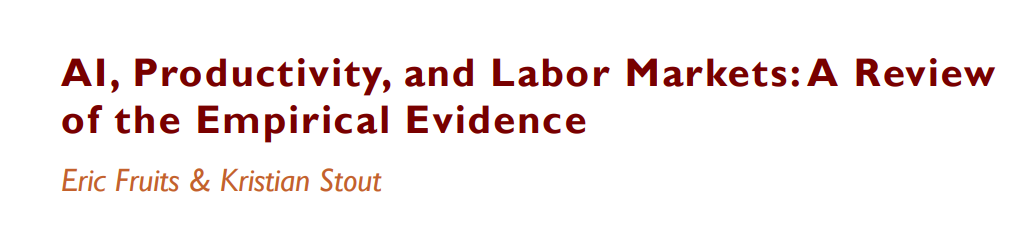 AI, Productivity, and Labor Markets: A Review
of the Empirical Evidence
Eric Fruits & Kristian Stout